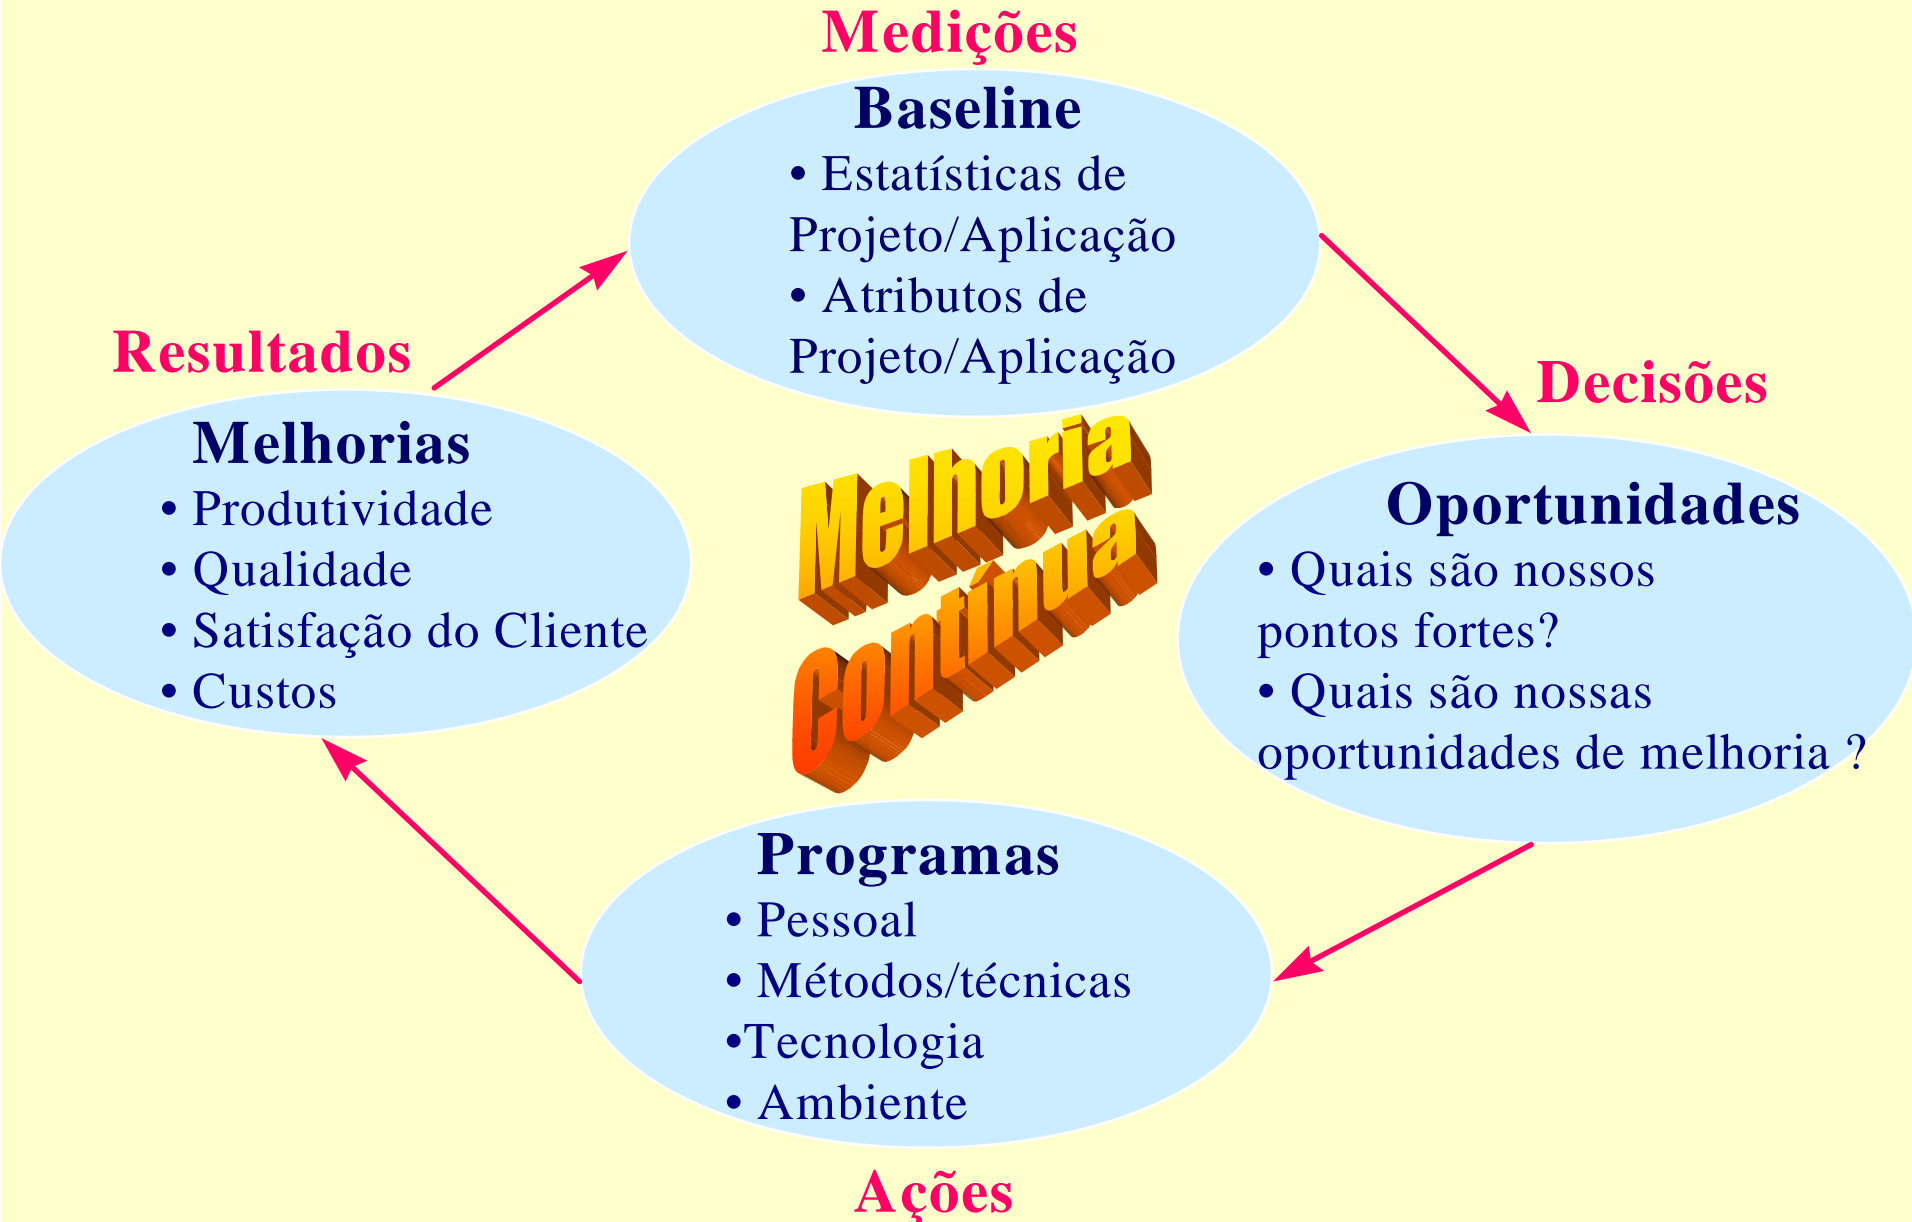 Medições
Baseline
• Estatísticas de
Projeto/Aplicação
• Atributos de
Projeto/Aplicação
Resultados
Melhorias
• Produtividade
• Qualidade
• Satisfação do Cliente
• Custos
Melhoria
Contínua
Decisões
Oportunidades
• Quais são nossos
pontos fortes?
• Quais são nossas
oportunidades de melhoria ?
Programas
• Pessoal
• Métodos/técnicas
•Tecnologia
• Ambiente
Ações